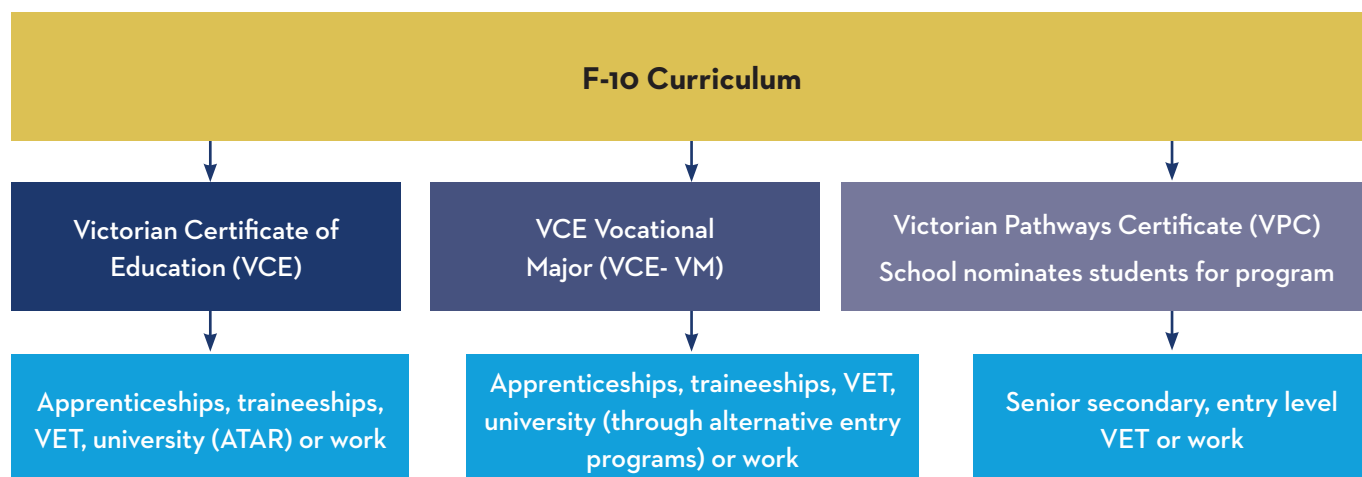 F-10 Curriculum
Victorian Certificate of
Education (VCE)
VCE Vocational
Major (VCE- VM)
Victorian Pathways Certificate (VPC)
School nominates students for program
Apprenticeships, traineeships,
VET, university (ATAR) or work
Apprenticeships, traineeships, VET,
university (through alternative entry
programs) or work
Senior secondary, entry level
VET or work